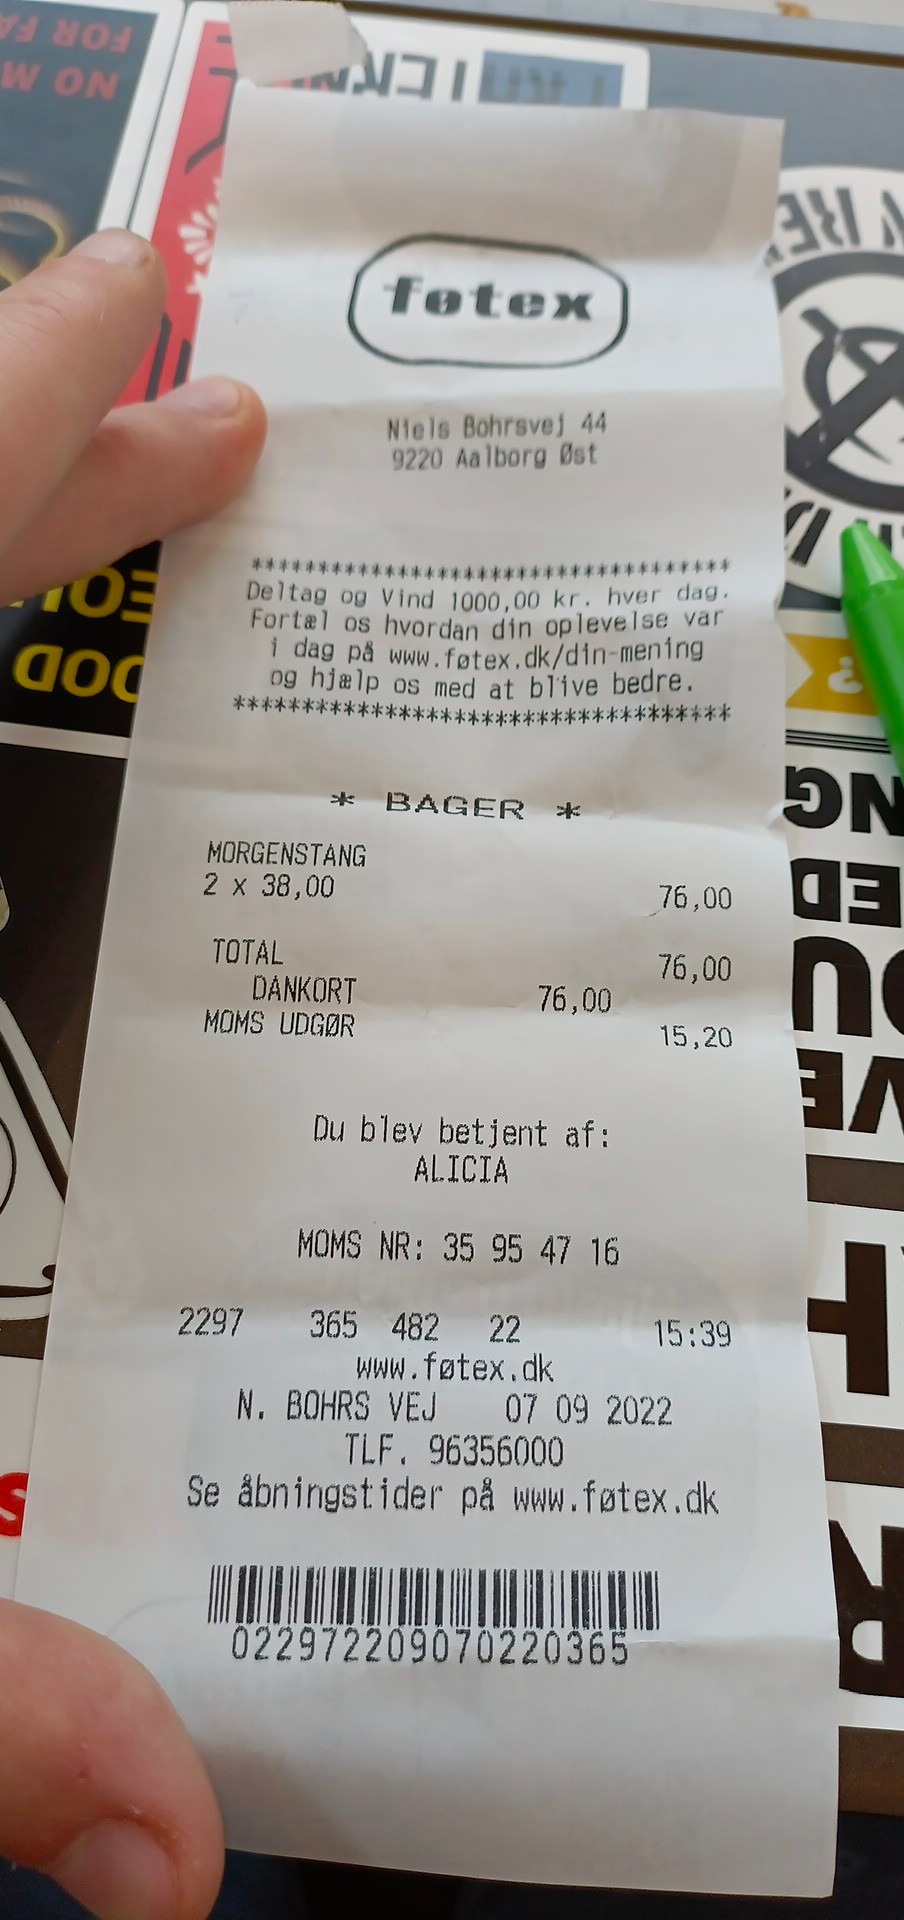 føtex
Niels Bohrsvej 44
9220 Aalborg Øst
************************************
Deltag og Vind 1000,00 kr. hver dag.
Fortæl os hvordan din oplevelse var
i dag på www.føtex.dk/din-mening
og hjælp os med at blive bedre.
************************************
* BAGER *
MORGENSTANG
2 x 38,00 76,00
TOTAL 76,00
DANKORT 76,00
MOMS UDGØR 15,20
Du blev betjent af:
ALICIA
MOMS NR: 35 95 47 16
2297 365 482 22 15:39
www.føtex.dk
N. BOHRS VEJ 07 09 2022
TLF. 96356000
Se åbningstider på www.føtex.dk
022972209070220365